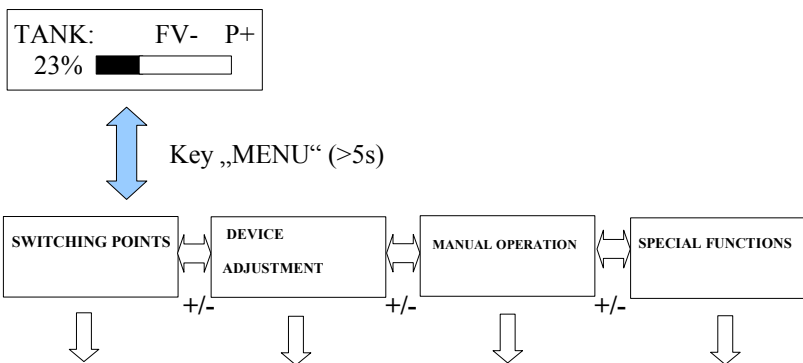 TANK: FV- P+
23%
Key „MENU“ (>5s)
SWITCHING POINTS
DEVICE
ADJUSTMENT
MANUAL OPERATION
SPECIAL FUNCTIONS
+/-
+/-
+/-